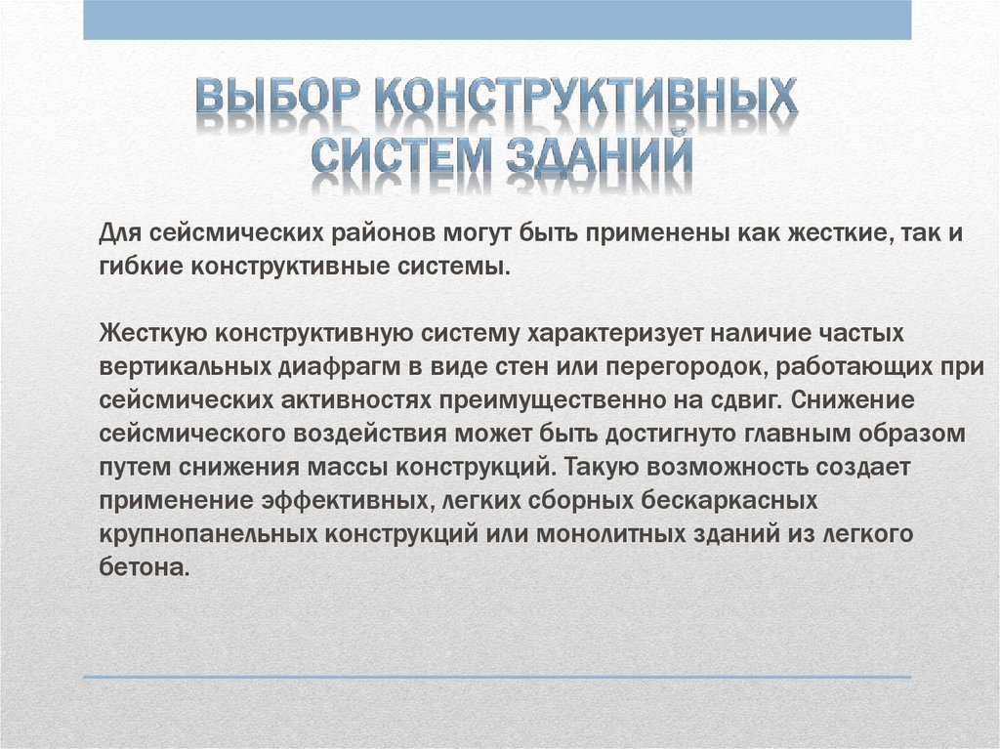 ВЫБОР КОНСТРУКТИВНЫХ
СИСТЕМ ЗДАНИЙ
Для сейсмических районов могут быть применены как жесткие, так и
гибкие конструктивные системы.
Жесткую конструктивную систему характеризует наличие частых
вертикальных диафрагм в виде стен или перегородок, работающих при
сейсмических активностях преимущественно на сдвиг. Снижение
сейсмического воздействия может быть достигнуто главным образом
путем снижения массы конструкций. Такую возможность создает
применение эффективных, легких сборных бескаркасных
крупнопанельных конструкций или монолитных зданий из легкого
бетона.